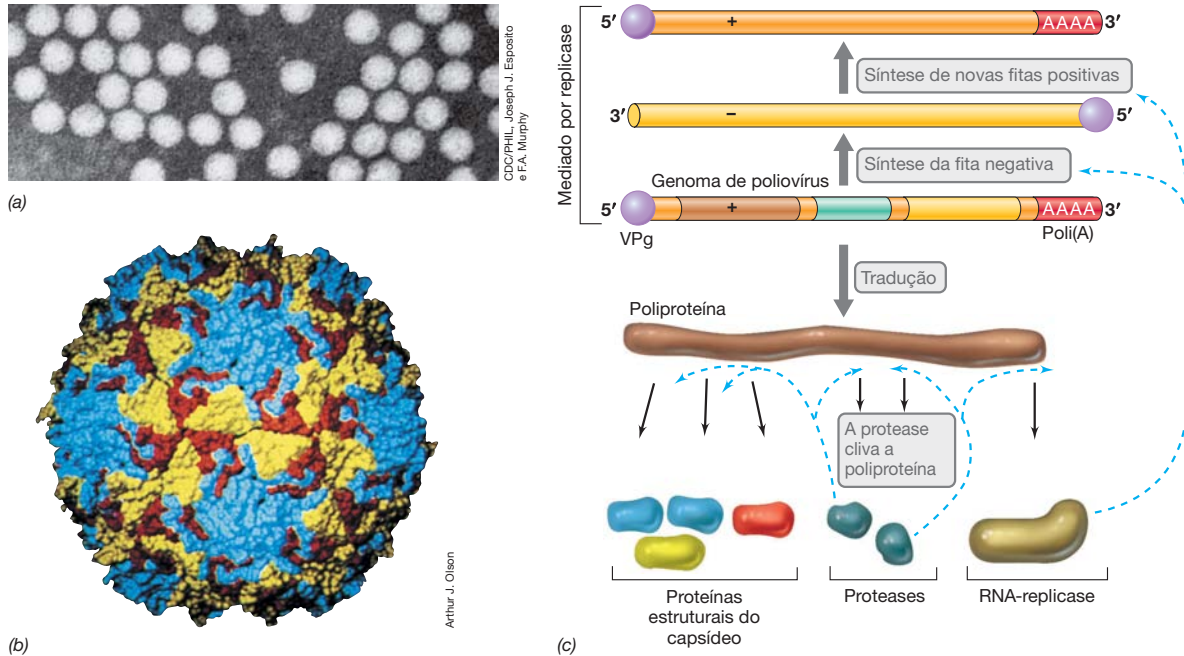 (a)
CDC/PHIL, Joseph J. Esposito
e F.A. Murphy
(b)
Arthur J. Olson
Mediado por replicase
5′
+
AAAA
3′
Síntese de novas fitas positivas
3′
–
5′
Síntese da fita negativa
Genoma de poliovírus
5′
+
AAAA
3′
VPg
Poli(A)
Tradução
Poliproteína
A protease
cliva a
poliproteína
Proteínas
estruturais do
capsídeo
Proteases
RNA-replicase
(c)